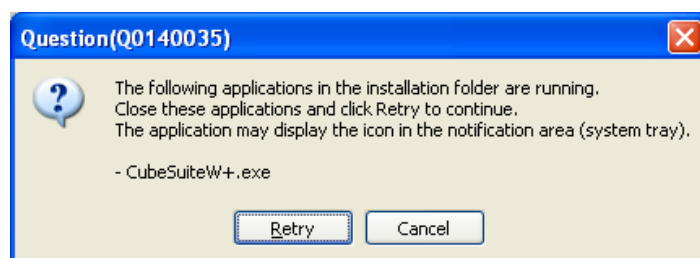 Question(Q0140035)
The following applications in the installation folder are running.
Close these applications and click Retry to continue.
The application may display the icon in the notification area (system tray).
- CubeSuiteW+.exe
Retry Cancel